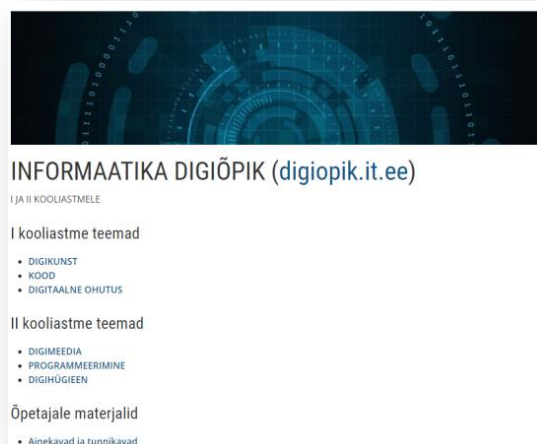 INFORMAATIKA DIGIÕPIK (digiopik.it.ee)
I JA II KOOLIASTMELE
I kooliastme teemad
DIGIKUNST
KOOD
DIGITAALNE OHUTUS
II kooliastme teemad
DIGIMEEDIA
PROGRAMMEERIMINE
DIGIHÜGIEEN
Õpetajale materjalid
Ainekavad ja tunnikavad